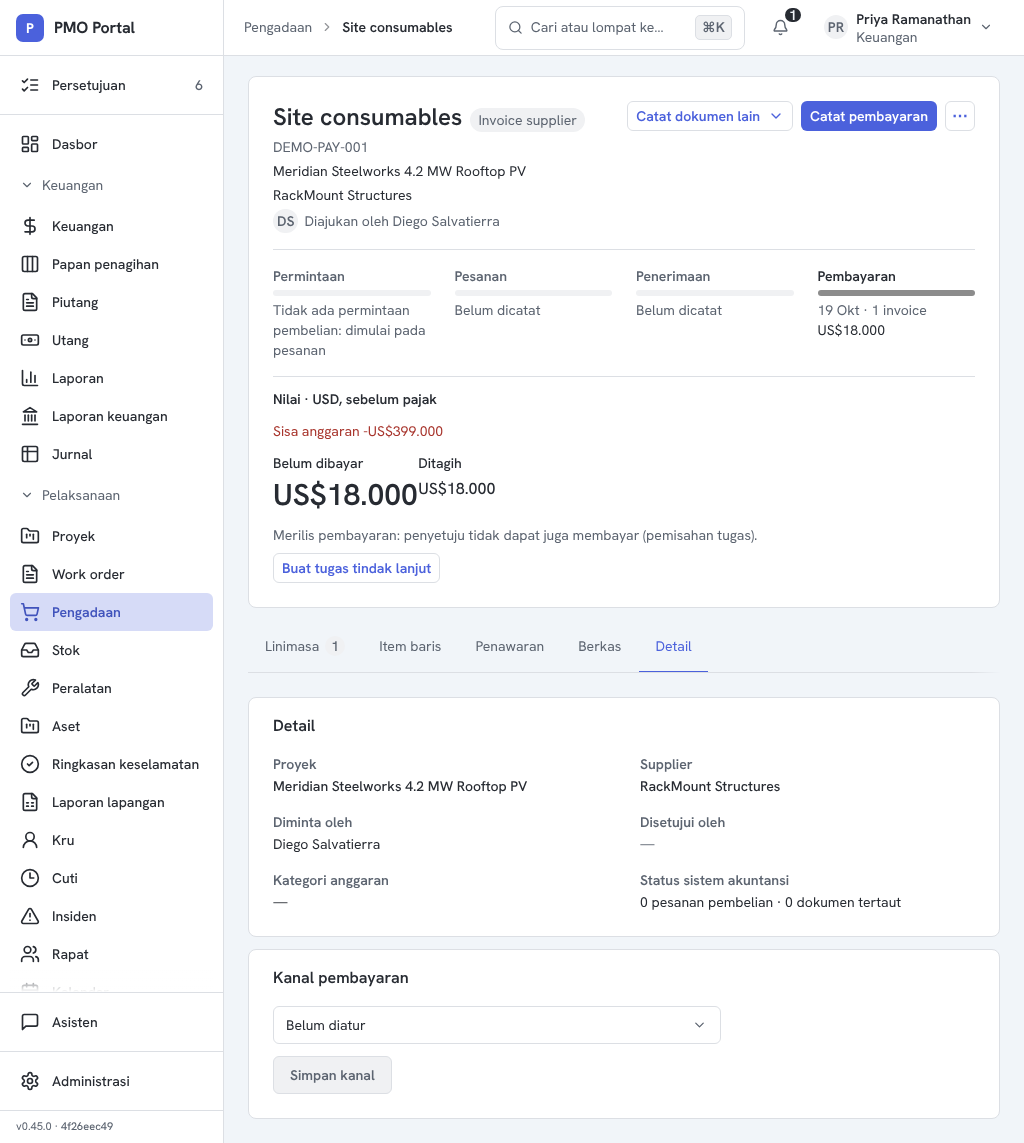 P PMO Portal
Pengadaan > Site consumables
Cari atau lompat ke... ⌘K
1
PR Priya Ramanathan
Keuangan
Persetujuan 6
Dasbor
Keuangan
Keuangan
Papan penagihan
Piutang
Utang
Laporan
Laporan keuangan
Jurnal
Pelaksanaan
Proyek
Work order
Pengadaan
Stok
Peralatan
Aset
Ringkasan keselamatan
Laporan lapangan
Kru
Cuti
Insiden
Rapat
Asisten
Administrasi
v0.45.0 · 4f26eec49
Site consumables Invoice supplier
Catat dokumen lain
Catat pembayaran
DEMO-PAY-001
Meridian Steelworks 4.2 MW Rooftop PV
RackMount Structures
DS Diajukan oleh Diego Salvatierra
Permintaan
Tidak ada permintaan
pembelian: dimulai pada
pesanan
Pesanan
Belum dicatat
Penerimaan
Belum dicatat
Pembayaran
19 Okt · 1 invoice
US$18.000
Nilai · USD, sebelum pajak
Sisa anggaran -US$399.000
Belum dibayar Ditagih
US$18.000 US$18.000
Merilis pembayaran: penyetuju tidak dapat juga membayar (pemisahan tugas).
Buat tugas tindak lanjut
Linimasa 1 Item baris Penawaran Berkas Detail
Detail
Proyek
Meridian Steelworks 4.2 MW Rooftop PV
Supplier
RackMount Structures
Diminta oleh
Diego Salvatierra
Disetujui oleh
—
Kategori anggaran
—
Status sistem akuntansi
0 pesanan pembelian · 0 dokumen tertaut
Kanal pembayaran
Belum diatur
Simpan kanal